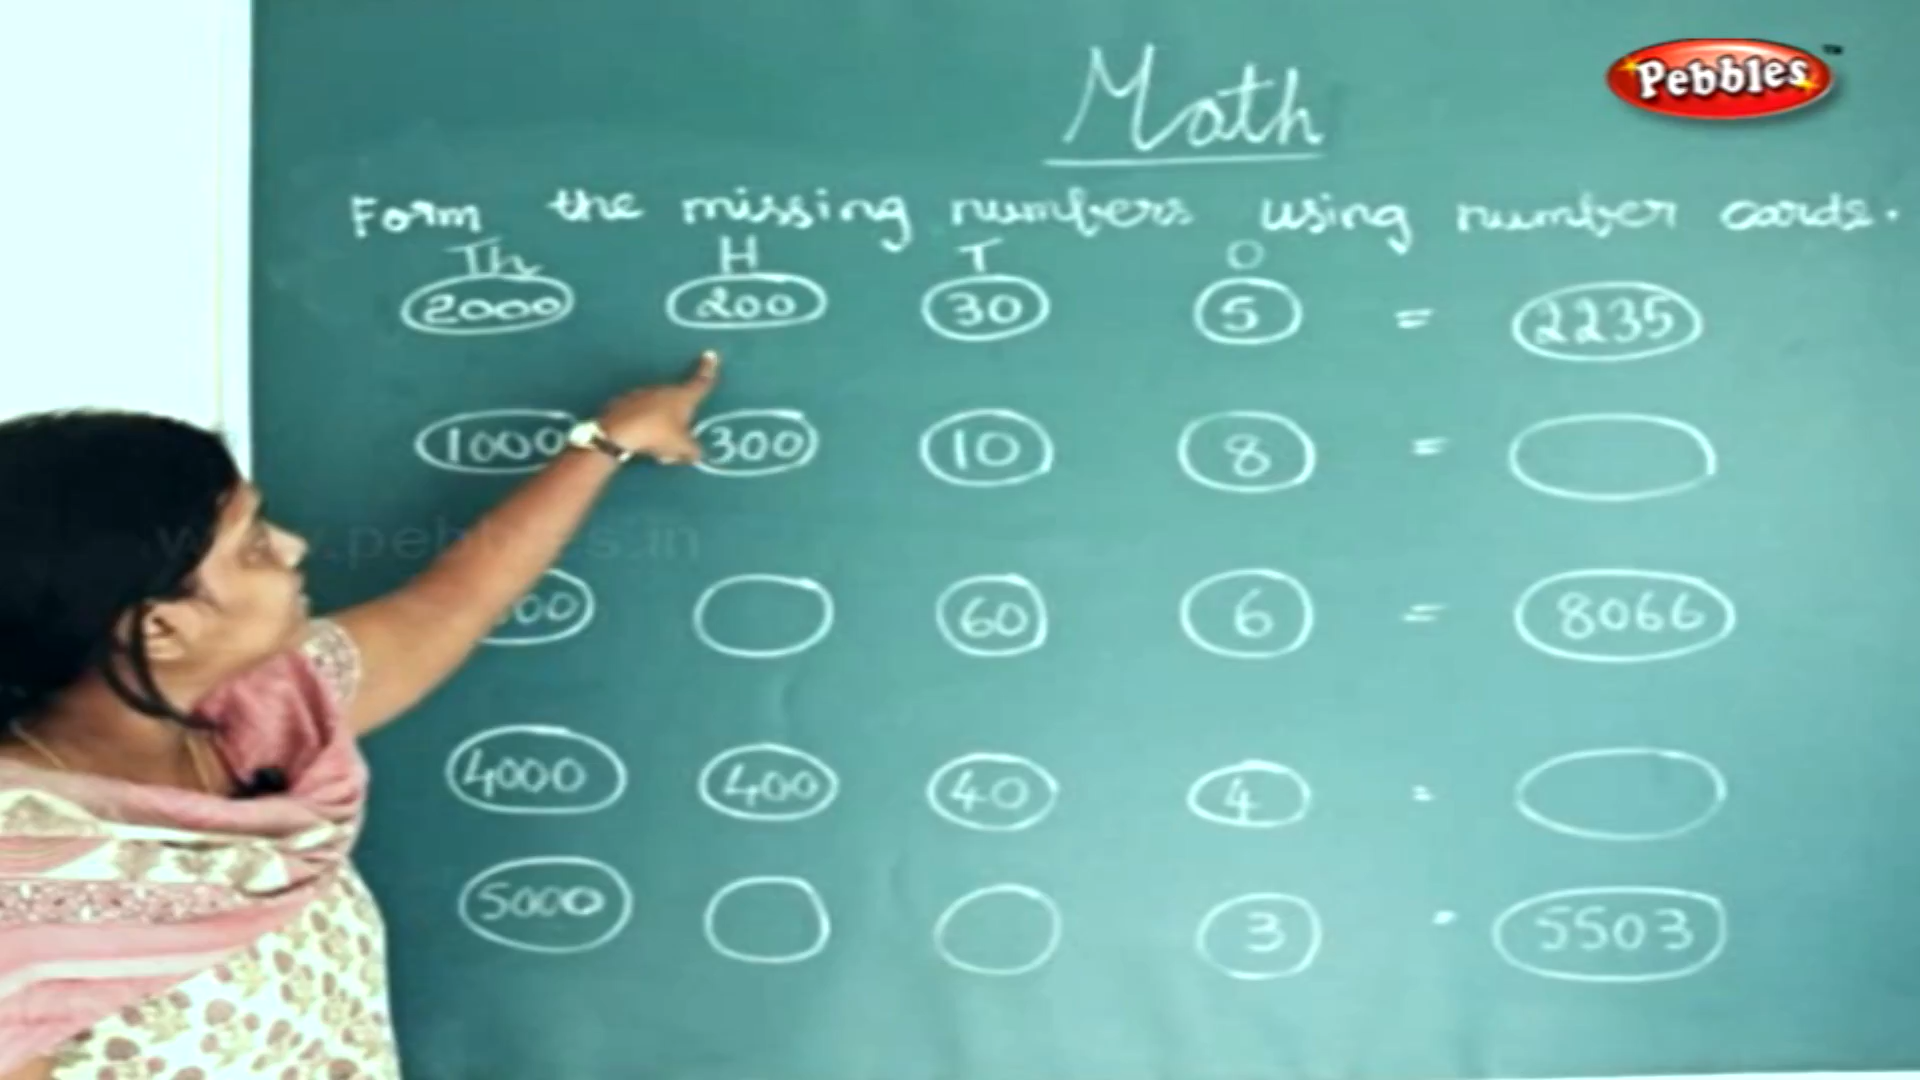 Math
Pebbles™
Form the missing numbers using number cards.
Th H T O
2000 200 30 5 = 2235
1000 300 10 8 =
60 6 = 8066
4000 400 40 4 =
5000 3 = 5503